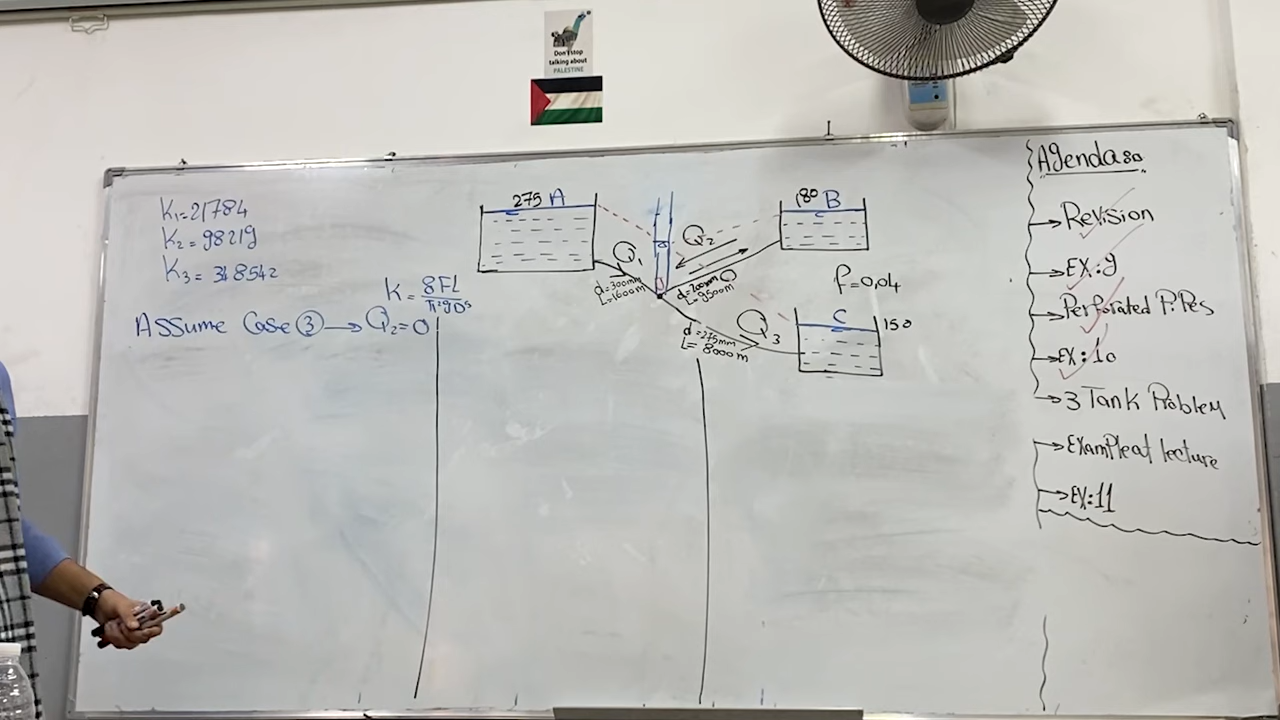 Don't stop
talking about
PALESTINE
K1 = 21784
K2 = 98219
K3 = 348542
K = 8FL / π²gD⁵
Assume Case ③ → Q2 = 0
275 A
180 B
Q1
Q2
Q
d=300mm
L=1600m
d=200mm
L=9500m
f=0,04
Q3
d=275mm
L=8000m
C
150
Agenda
→ Revision
→ EX:9
→ Perforated Pipes
→ EX:10
→ 3 Tank Problem
→ Example at lecture
→ EX:11